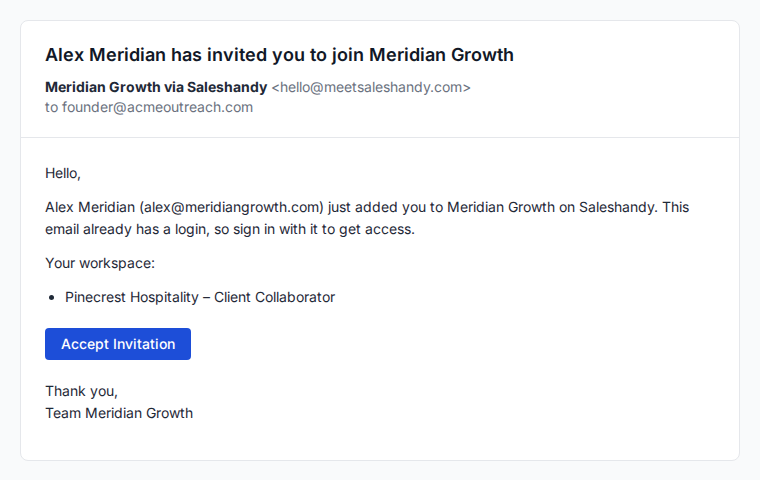 Alex Meridian has invited you to join Meridian Growth
Meridian Growth via Saleshandy <hello@meetsaleshandy.com>
to founder@acmeoutreach.com
Hello,
Alex Meridian (alex@meridiangrowth.com) just added you to Meridian Growth on Saleshandy. This
email already has a login, so sign in with it to get access.
Your workspace:
• Pinecrest Hospitality – Client Collaborator
Accept Invitation
Thank you,
Team Meridian Growth